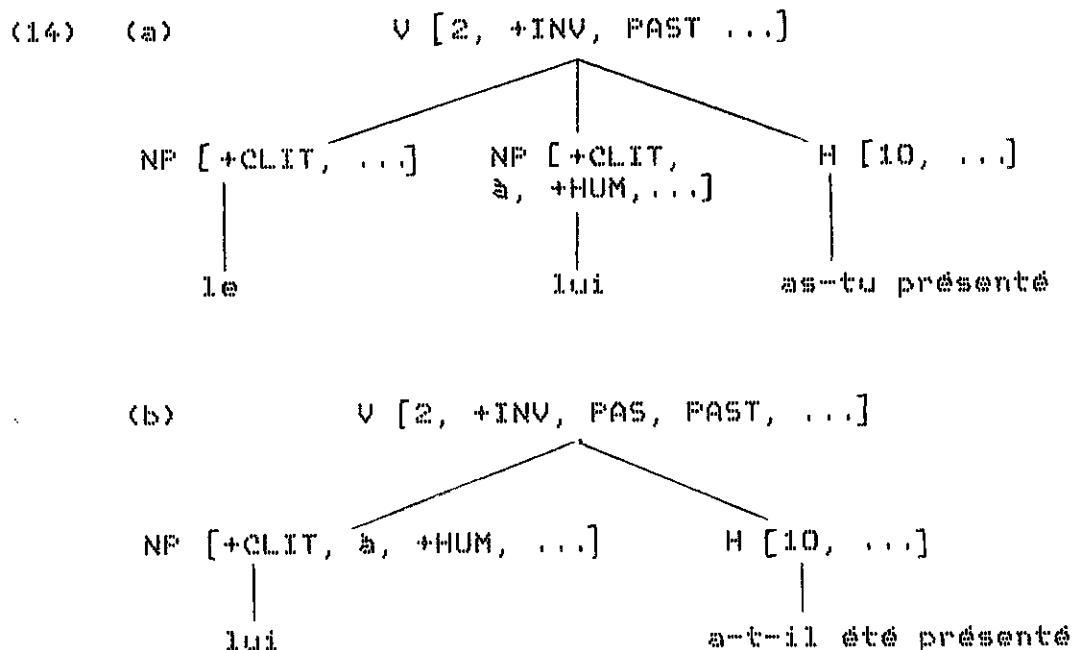 (14) (a) V [2, +INV, PAST ...]
NP [+CLIT, ...] NP [+CLIT, H [10, ...]
à, +HUM,...]
le lui as-tu présenté
(b) V [2, +INV, PAS, PAST, ...]
NP [+CLIT, à, +HUM, ...] H [10, ...]
lui a-t-il été présenté